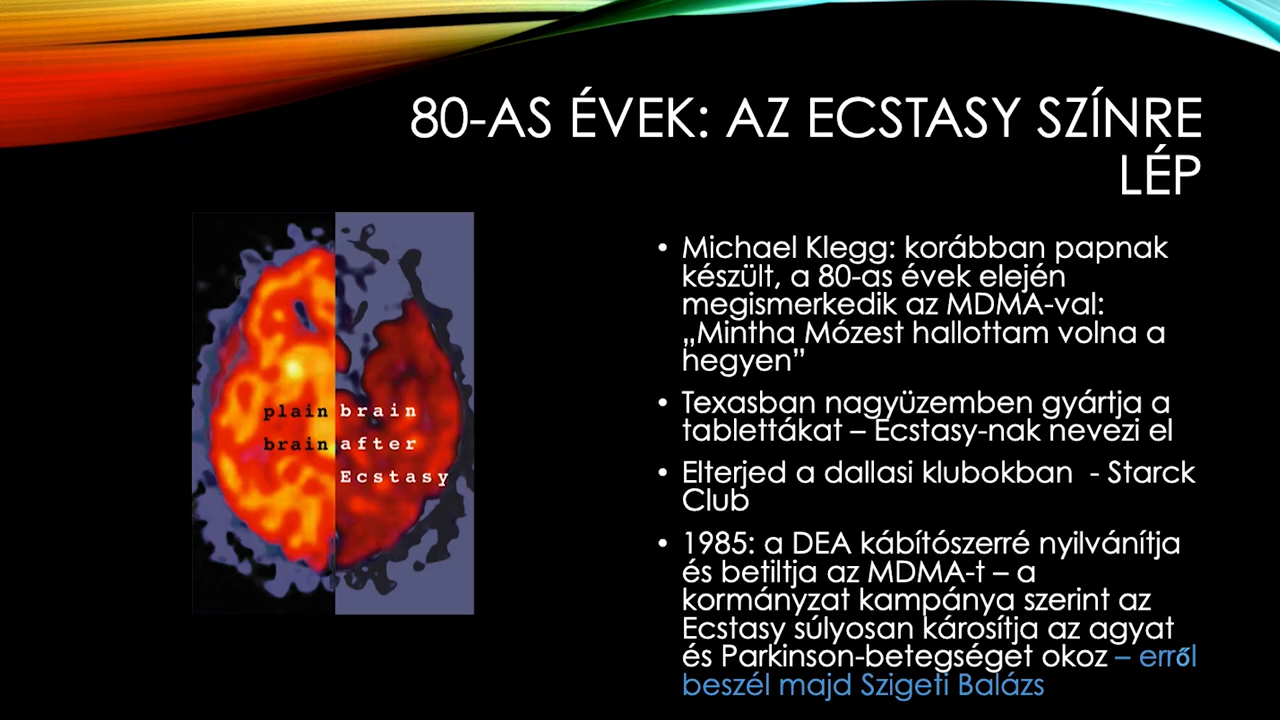 80-AS ÉVEK: AZ ECSTASY SZÍNRE
LÉP
plain brain
brain after
Ecstasy
• Michael Klegg: korábban papnak
készült, a 80-as évek elején
megismerkedik az MDMA-val:
„Mintha Mózest hallottam volna a
hegyen”
• Texasban nagyüzemben gyártja a
tablettákat – Ecstasy-nak nevezi el
• Elterjed a dallasi klubokban - Starck
Club
• 1985: a DEA kábítószerré nyilvánítja
és betiltja az MDMA-t – a
kormányzat kampánya szerint az
Ecstasy súlyosan károsítja az agyat
és Parkinson-betegséget okoz – erről
beszél majd Szigeti Balázs